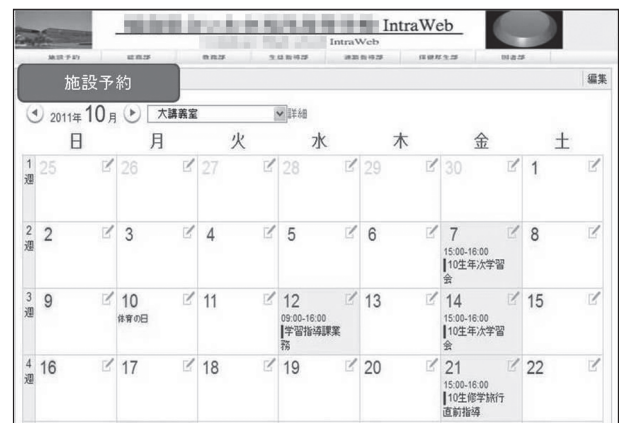 IntraWeb
IntraWeb
施設予約
編集
2011年 10月 大講義室 詳細
日 月 火 水 木 金 土
1週 25 26 27 28 29 30 1
2週 2 3 4 5 6 7 8
15:00-16:00
10生年次学習
会
3週 9 10 11 12 13 14 15
体育の日 09:00-16:00 15:00-16:00
学習指導課業 10生年次学習
務 会
4週 16 17 18 19 20 21 22
15:00-16:00
10生修学旅行
直前指導